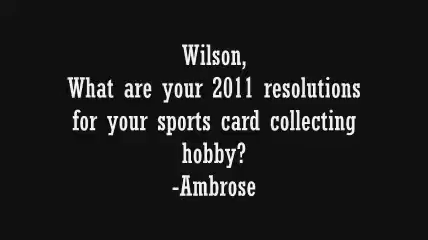 Wilson,
What are your 2011 resolutions
for your sports card collecting
hobby?
-Ambrose